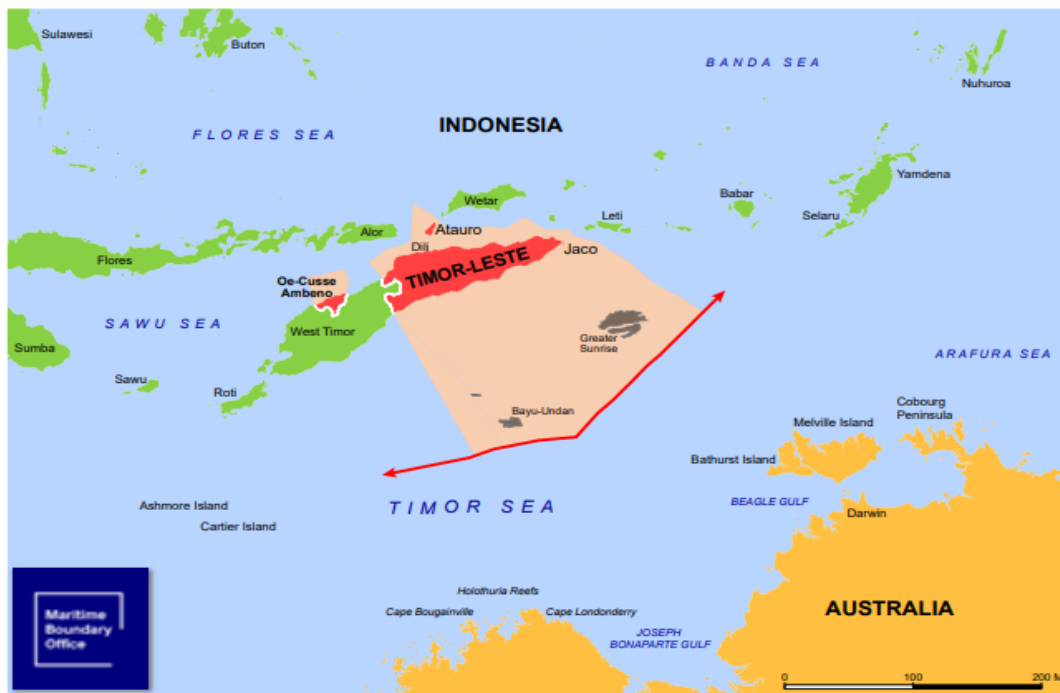 Sulawesi
Buton
BANDA SEA
Nuhuroa
INDONESIA
FLORES SEA
Yamdena
Wetar
Babar
Selaru
Leti
Alor
Atauro
Dili
Jaco
Flores
TIMOR-LESTE
Oe-Cusse
Ambeno
SAWU SEA
West Timor
Greater
Sunrise
Sumba
ARAFURA SEA
Sawu
Roti
Bayu-Undan
Cobourg
Peninsula
Melville Island
Bathurst Island
BEAGLE GULF
Ashmore Island
TIMOR SEA
Darwin
Cartier Island
Holothuria Reefs
Cape Bougainville
Cape Londonderry
AUSTRALIA
JOSEPH
BONAPARTE GULF
Maritime
Boundary
Office
0 100 200